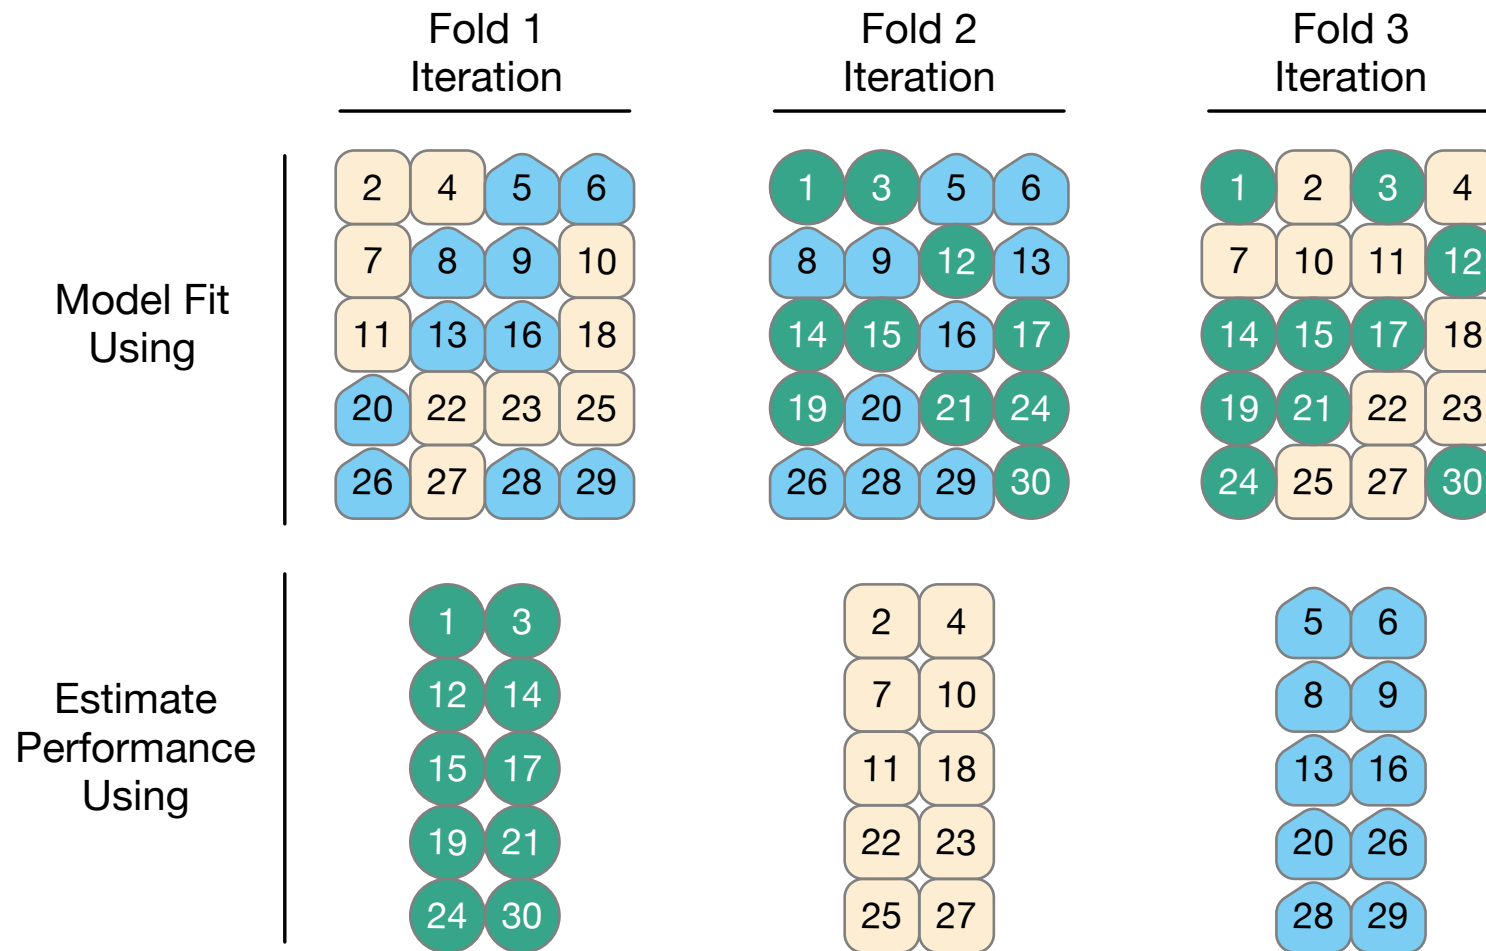 Fold 1
Iteration
Fold 2
Iteration
Fold 3
Iteration
Model Fit
Using
2 4 5 6
7 8 9 10
11 13 16 18
20 22 23 25
26 27 28 29
1 3 5 6
8 9 12 13
14 15 16 17
19 20 21 24
26 28 29 30
1 2 3 4
7 10 11 12
14 15 17 18
19 21 22 23
24 25 27 30
Estimate
Performance
Using
1 3
12 14
15 17
19 21
24 30
2 4
7 10
11 18
22 23
25 27
5 6
8 9
13 16
20 26
28 29